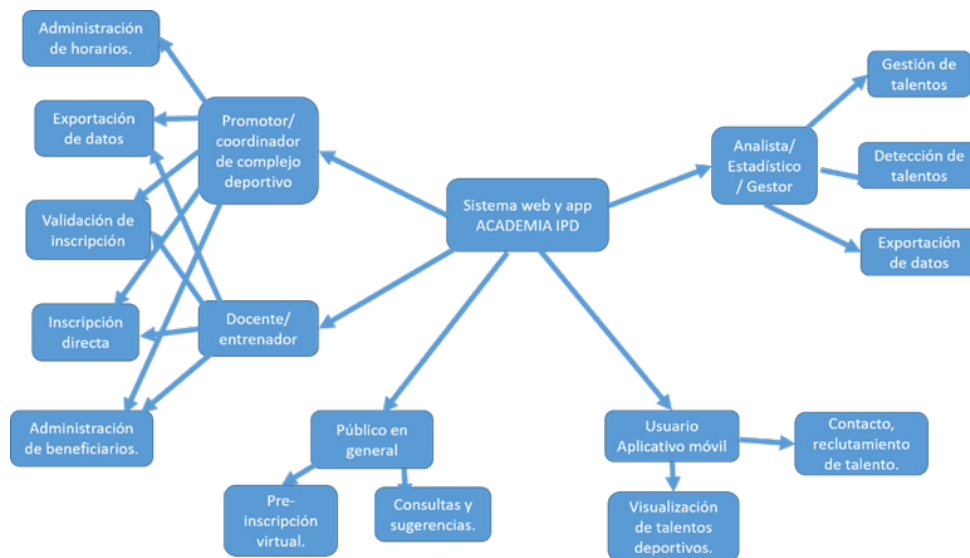 Administración
de horarios.
Exportación
de datos
Validación de
inscripción
Inscripción
directa
Administración
de beneficiarios.
Promotor/
coordinador
de complejo
deportivo
Docente/
entrenador
Sistema web y app
ACADEMIA IPD
Público en
general
Pre-
inscripción
virtual.
Consultas y
sugerencias.
Usuario
Aplicativo móvil
Visualización
de talentos
deportivos.
Contacto,
reclutamiento
de talento.
Analista/
Estadístico
/ Gestor
Gestión de
talentos
Detección de
talentos
Exportación
de datos